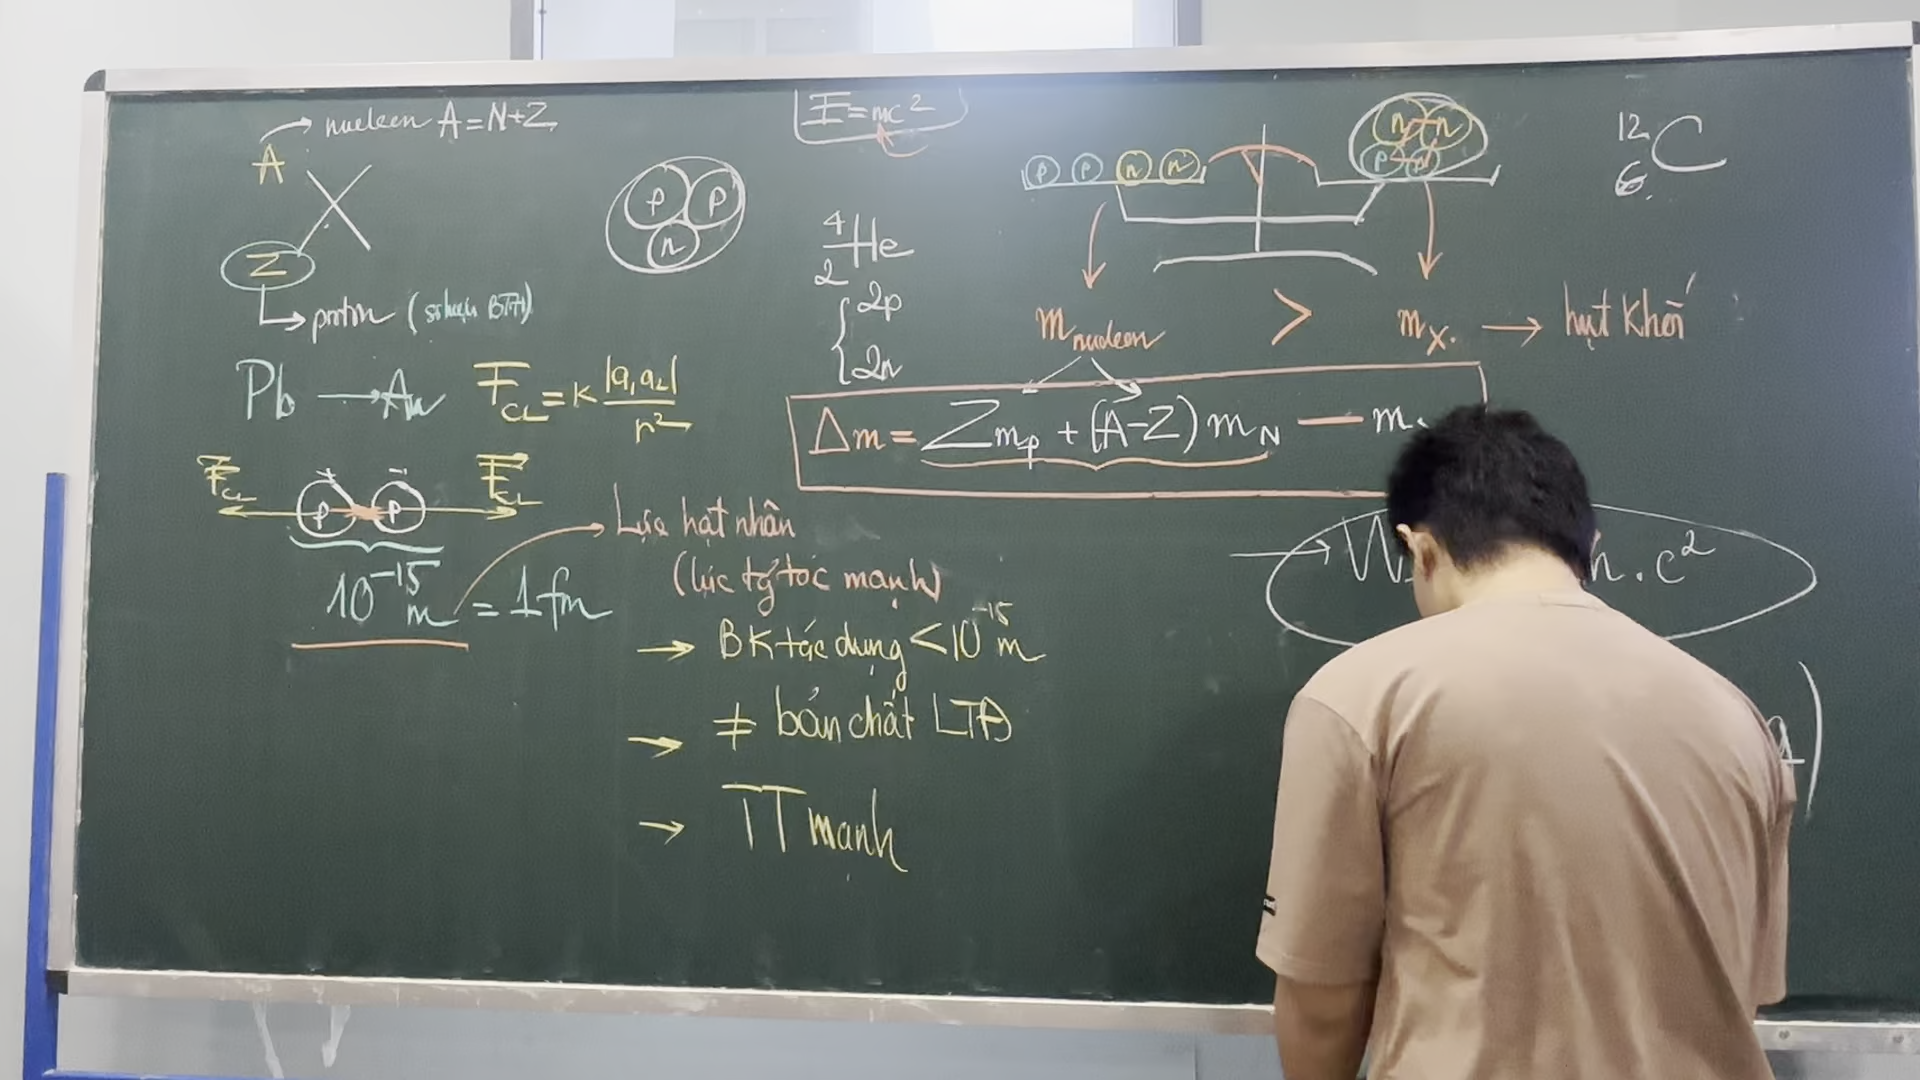 nucleon A = N+Z
A
X
Z
proton (số hiệu BTH)
Pb → Au
F_CL = k |q₁q₂| / r²
F_CL
+ +
p p
F_CL
10⁻¹⁵ m = 1 fm
p p
n
E = mc²
⁴₂He
2p
2n
p p n n
n n
p p
¹²₆C
m nucleon > m_X. → hụt khối
Δm = Zm_p + (A-Z)m_N − m
Lực hạt nhân
(lực tương tác mạnh)
→ BK tác dụng < 10⁻¹⁵ m
→ ≠ bản chất LTĐ
→ TT mạnh
→ W . c²
)